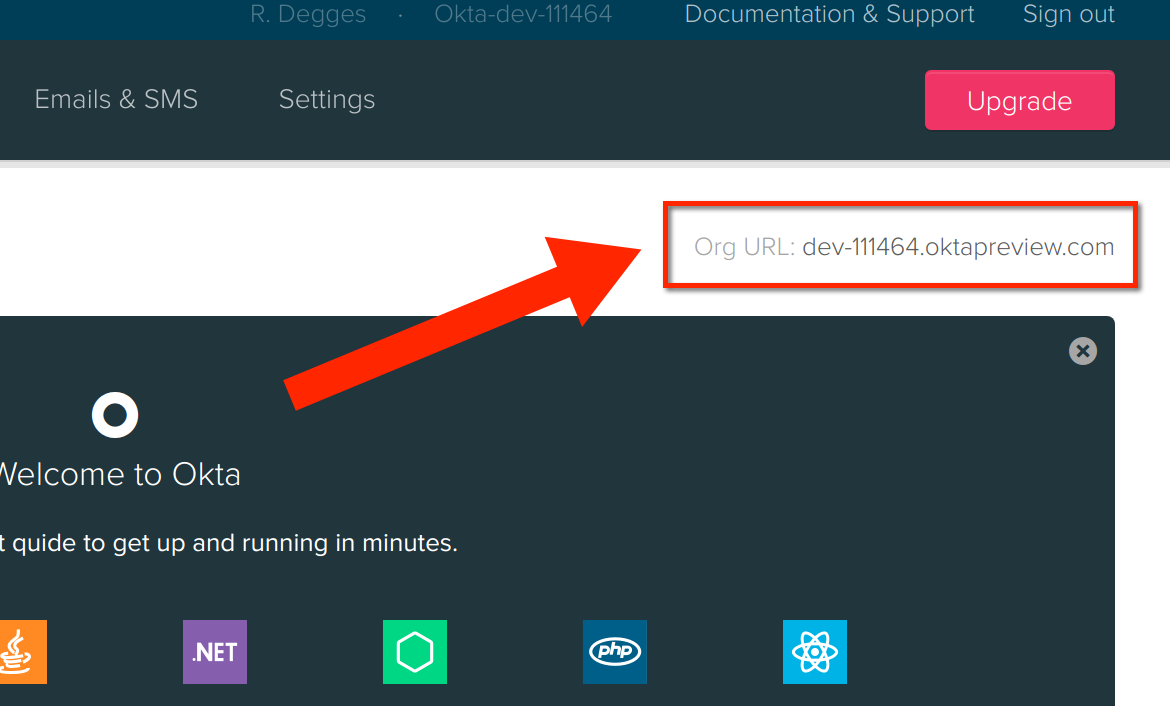 R. Degges · Okta-dev-111464 Documentation & Support Sign out
Emails & SMS Settings Upgrade
Org URL: dev-111464.oktapreview.com
Welcome to Okta
t quide to get up and running in minutes.
.NET php